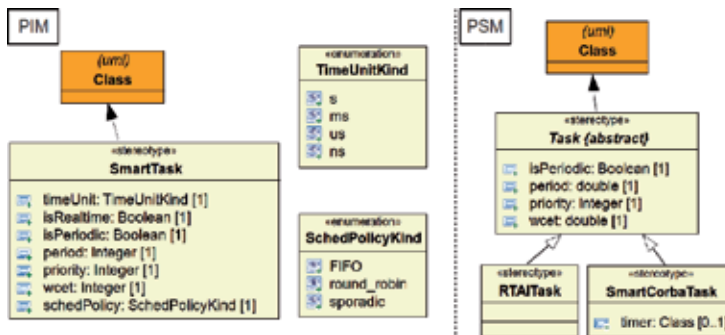 PIM
(uml)
Class
«stereotype»
SmartTask
timeUnit: TimeUnitKind [1]
isRealtime: Boolean [1]
isPeriodic: Boolean [1]
period: Integer [1]
priority: Integer [1]
wcet: Integer [1]
schedPolicy: SchedPolicyKind [1]
«enumeration»
TimeUnitKind
s
ms
us
ns
«enumeration»
SchedPolicyKind
FIFO
round_robin
sporadic
PSM
(uml)
Class
«stereotype»
Task {abstract}
isPeriodic: Boolean [1]
period: double [1]
priority: Integer [1]
wcet: double [1]
«stereotype»
RTAITask
«stereotype»
SmartCorbaTask
timer: Class [0..1